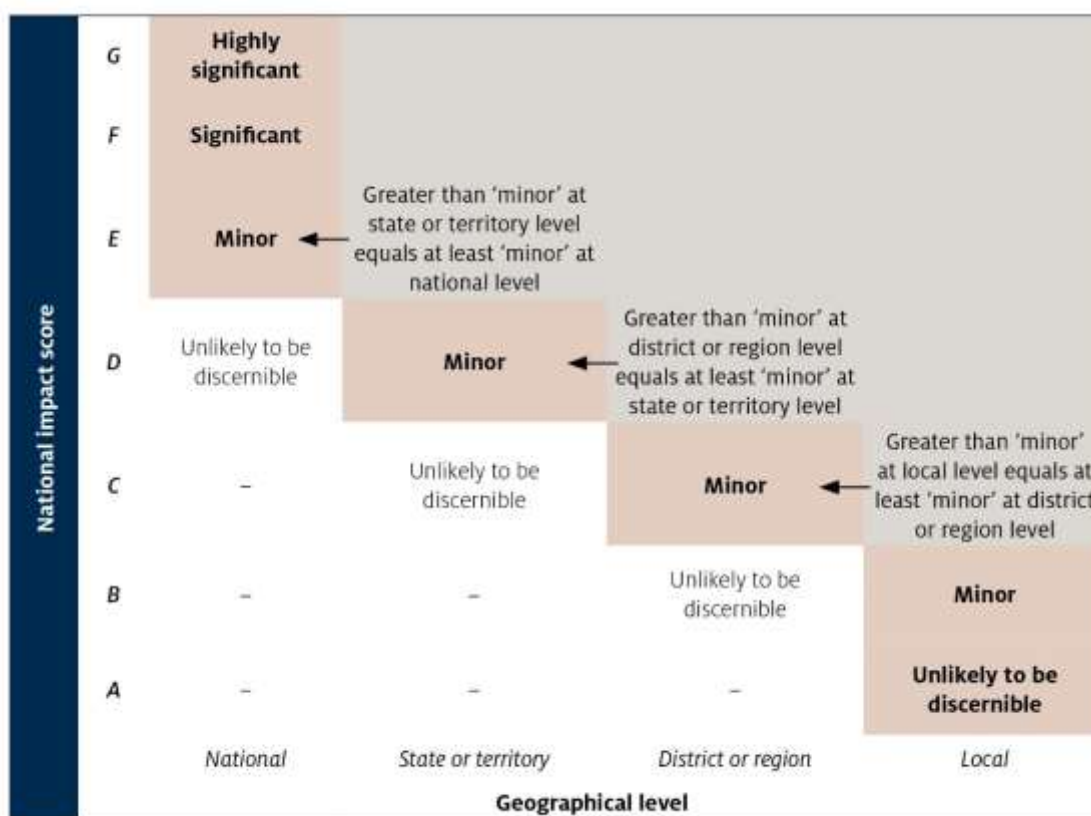 National impact score
G
Highly
significant
F
Significant
E
Minor
Greater than ‘minor’ at
state or territory level
equals at least ‘minor’ at
national level
D
Unlikely to be
discernible
Minor
Greater than ‘minor’ at
district or region level
equals at least ‘minor’ at
state or territory level
C
–
Unlikely to be
discernible
Minor
Greater than ‘minor’
at local level equals at
least ‘minor’ at district
or region level
B
–
–
Unlikely to be
discernible
Minor
A
–
–
–
Unlikely to be
discernible
National
State or territory
District or region
Local
Geographical level